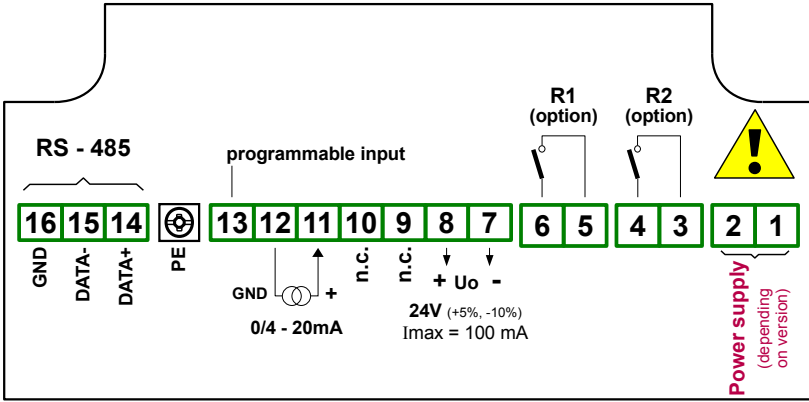 R1
(option)
R2
(option)
!
RS - 485
programmable input
16 15 14 13 12 11 10 9 8 7 6 5 4 3 2 1
GND
DATA-
DATA+
PE
GND
+
0/4 - 20mA
n.c.
n.c.
+ Uo -
24V (+5%, -10%)
Imax = 100 mA
Power supply
(depending
on version)